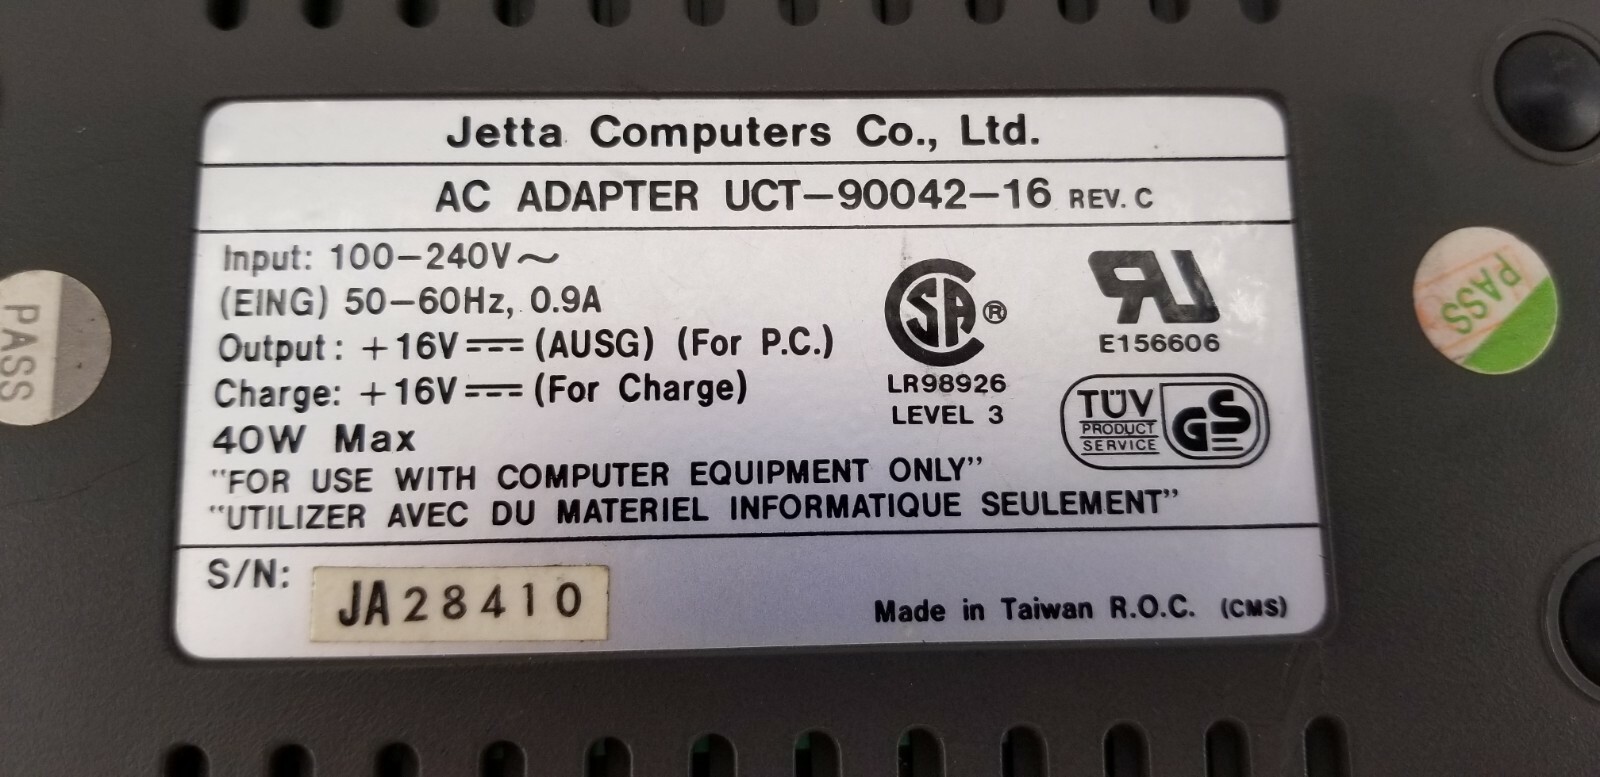 Jetta Computers Co., Ltd.
AC ADAPTER UCT-90042-16 REV. C
Input: 100-240V~
(EING) 50-60Hz, 0.9A
Output: +16V⎓ (AUSG) (For P.C.)
Charge: +16V⎓ (For Charge)
40W Max
"FOR USE WITH COMPUTER EQUIPMENT ONLY"
"UTILIZER AVEC DU MATERIEL INFORMATIQUE SEULEMENT"
SA ®
LR98926
LEVEL 3
RU
E156606
TÜV
PRODUCT
SERVICE
GS
S/N: JA28410
Made in Taiwan R.O.C. (CMS)
PASS
PASS